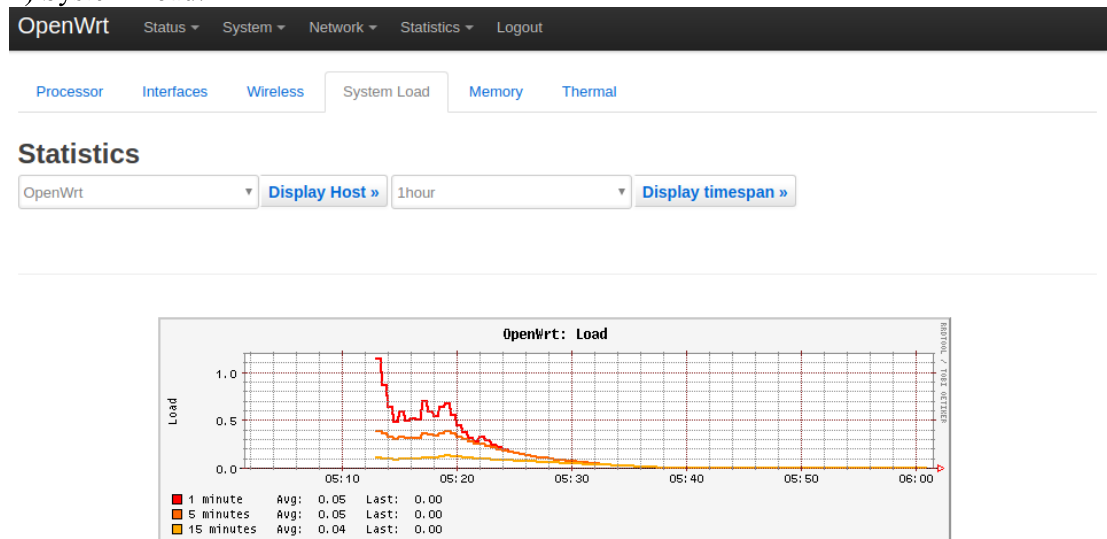 OpenWrt Status System Network Statistics Logout
Processor Interfaces Wireless System Load Memory Thermal
Statistics
OpenWrt Display Host » 1hour Display timespan »
OpenWrt: Load
RRDTOOL / TOBI OETIKER
Load
1.0
0.5
0.0
05:10 05:20 05:30 05:40 05:50 06:00
1 minute Avg: 0.05 Last: 0.00
5 minutes Avg: 0.05 Last: 0.00
15 minutes Avg: 0.04 Last: 0.00